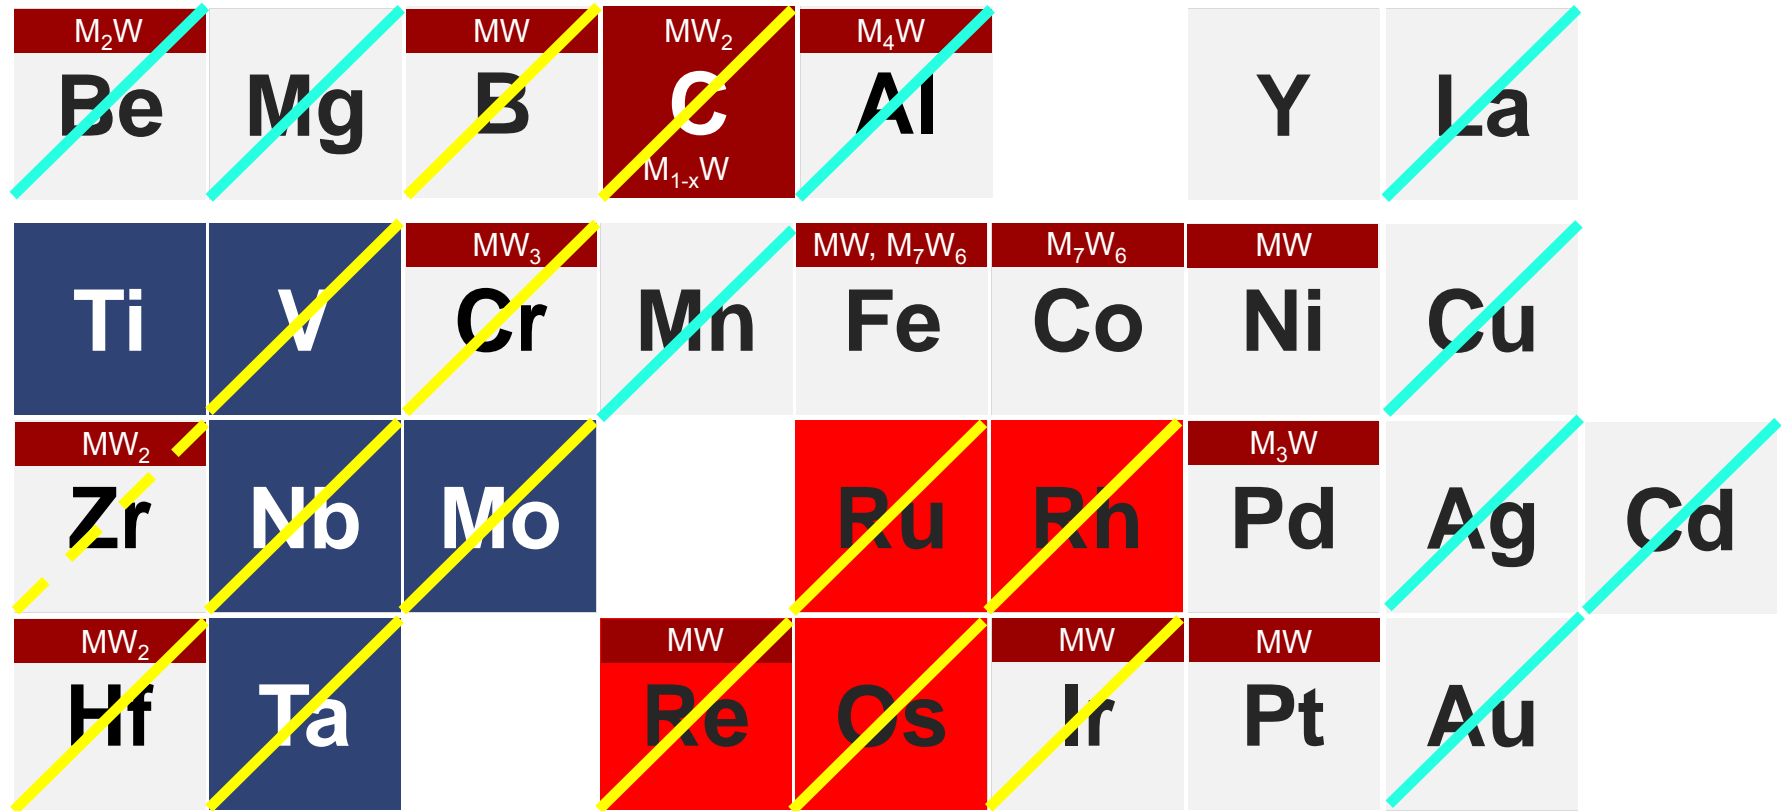 M₂W MW MW₂ M₄W
Be Mg B C Al Y La
M₁₋ₓW
MW₃ MW, M₇W₆ M₇W₆ MW
Ti V Cr Mn Fe Co Ni Cu
MW₂ M₃W
Zr Nb Mo Ru Rh Pd Ag Cd
MW₂ MW MW MW
Hf Ta Re Os Ir Pt Au